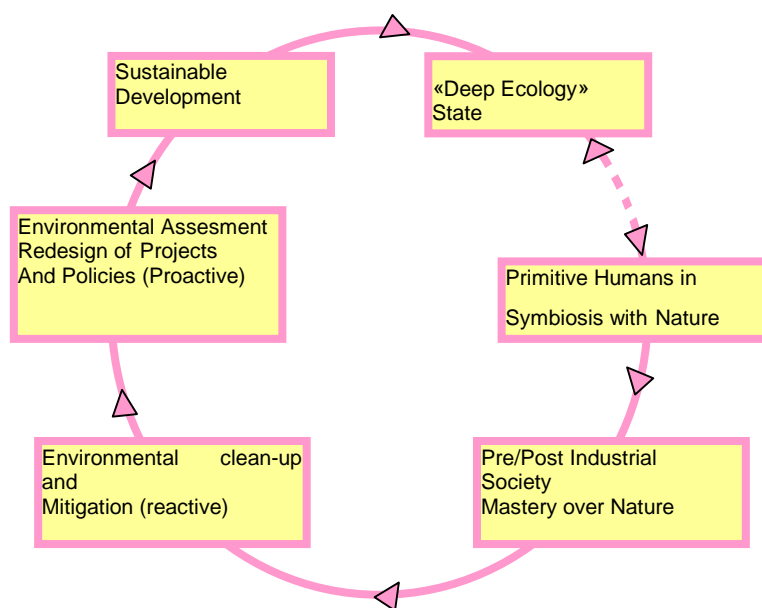 Sustainable
Development
«Deep Ecology»
State
Environmental Assesment
Redesign of Projects
And Policies (Proactive)
Primitive Humans in
Symbiosis with Nature
Environmental clean-up
and
Mitigation (reactive)
Pre/Post Industrial
Society
Mastery over Nature